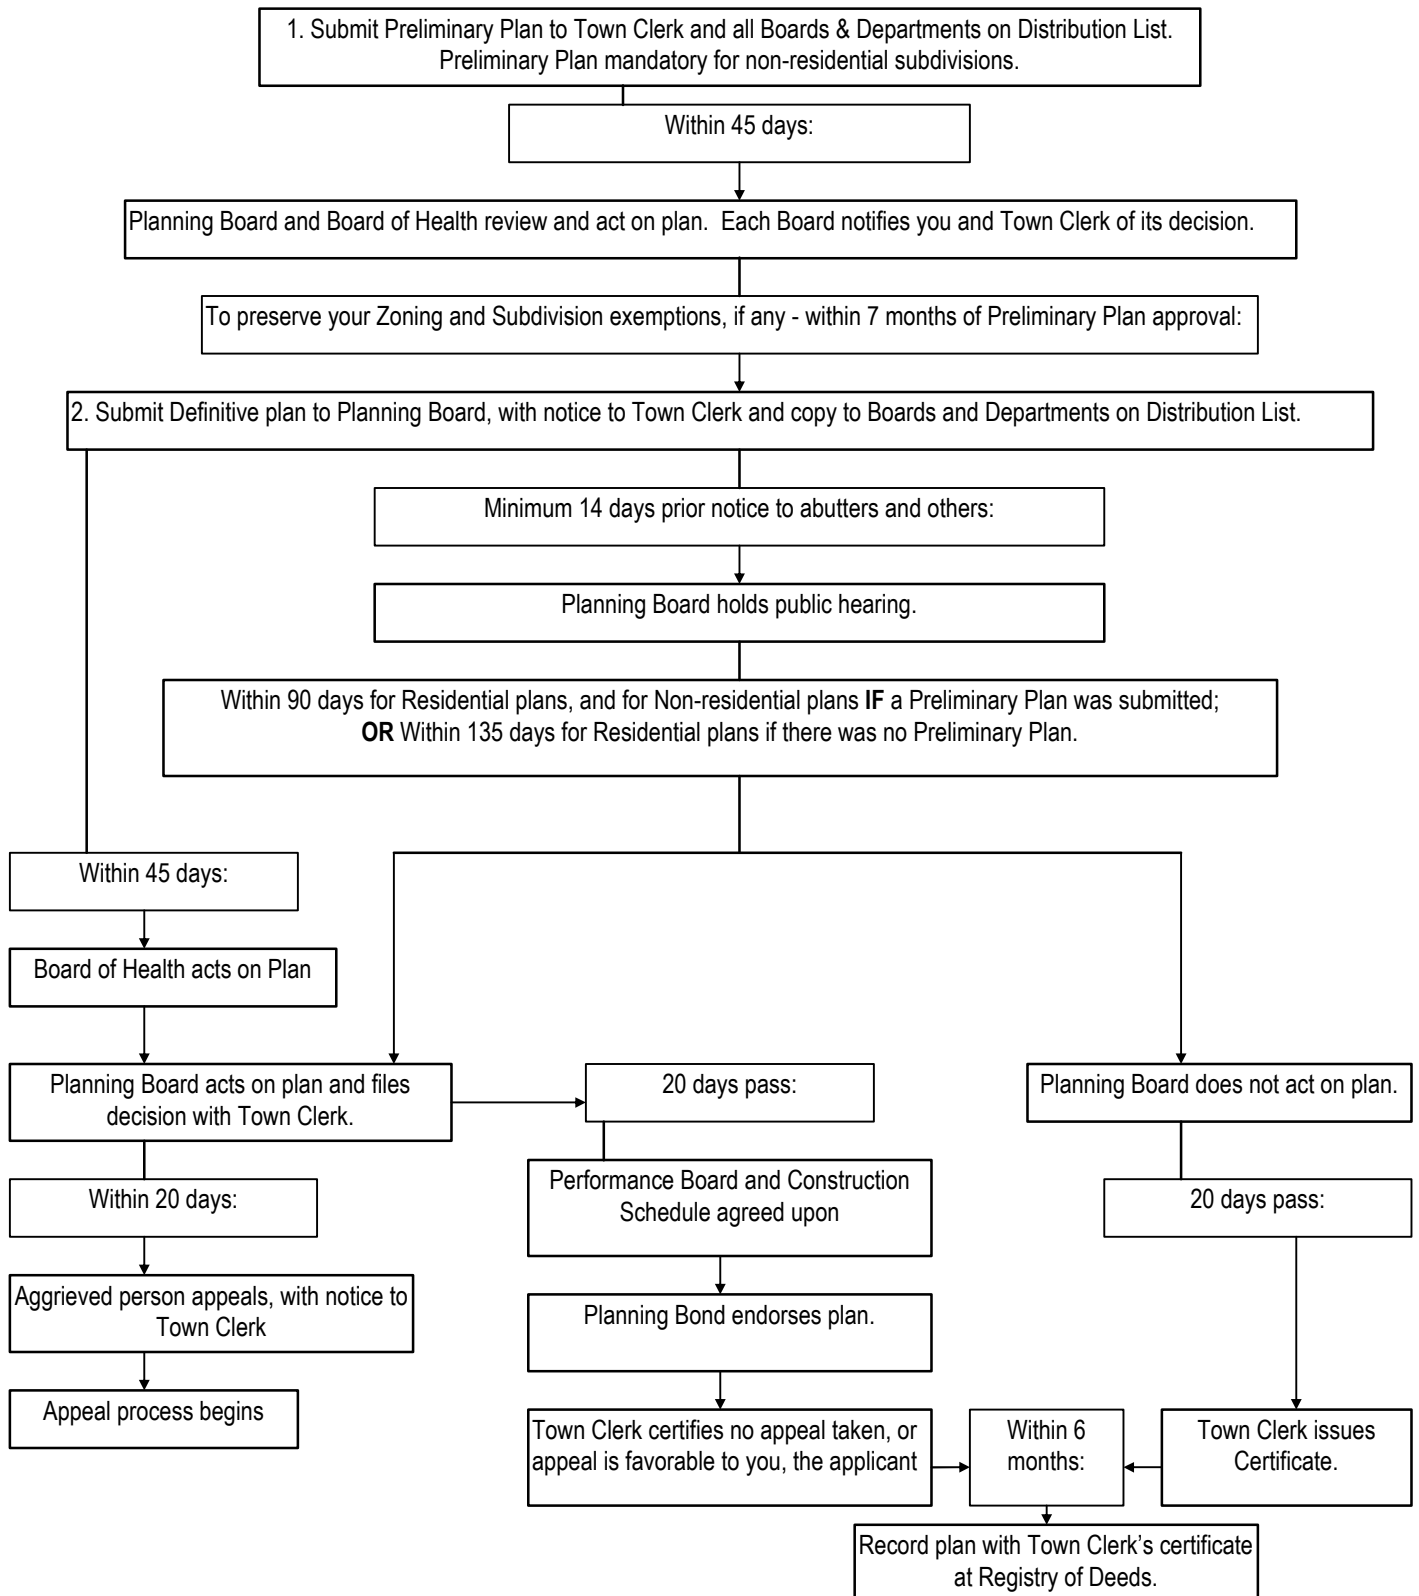 1. Submit Preliminary Plan to Town Clerk and all Boards & Departments on Distribution List.
Preliminary Plan mandatory for non-residential subdivisions.
Within 45 days:
Planning Board and Board of Health review and act on plan.  Each Board notifies you and Town Clerk of its decision.
To preserve your Zoning and Subdivision exemptions, if any - within 7 months of Preliminary Plan approval:
2. Submit Definitive plan to Planning Board, with notice to Town Clerk and copy to Boards and Departments on Distribution List.
Minimum 14 days prior notice to abutters and others:
Planning Board holds public hearing.
Within 90 days for Residential plans, and for Non-residential plans IF a Preliminary Plan was submitted;
OR Within 135 days for Residential plans if there was no Preliminary Plan.
Within 45 days:
Board of Health acts on Plan
Planning Board acts on plan and files
decision with Town Clerk.
20 days pass:
Planning Board does not act on plan.
Within 20 days:
Performance Board and Construction
Schedule agreed upon
20 days pass:
Aggrieved person appeals, with notice to
Town Clerk
Planning Bond endorses plan.
Appeal process begins
Town Clerk certifies no appeal taken, or
appeal is favorable to you, the applicant
Within 6
months:
Town Clerk issues
Certificate.
Record plan with Town Clerk’s certificate
at Registry of Deeds.